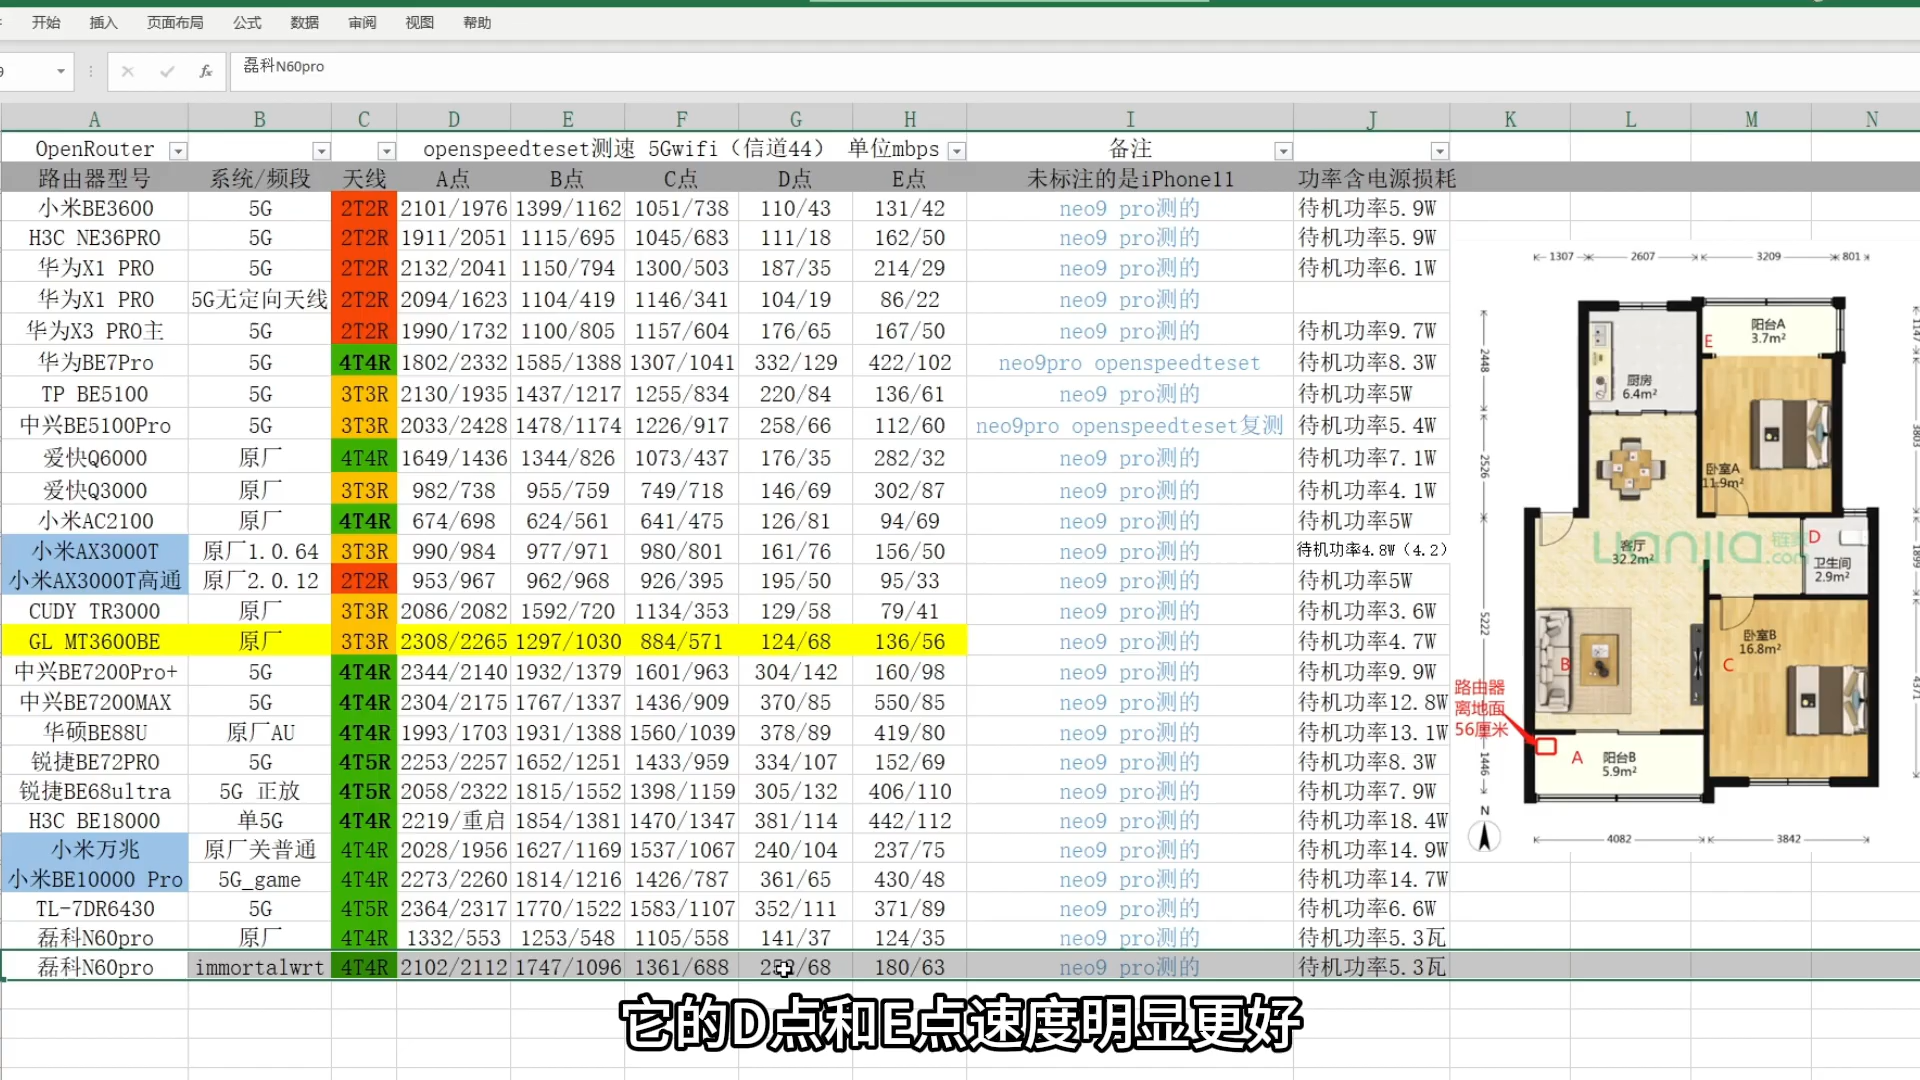 开始 插入 页面布局 公式 数据 审阅 视图 帮助
9 fx 磊科N60pro
A B C D E F G H I J K L M N
OpenRouter openspeedteset测速 5Gwifi（信道44） 单位mbps 备注
路由器型号 系统/频段 天线 A点 B点 C点 D点 E点 未标注的是iPhone11 功率含电源损耗
小米BE3600 5G 2T2R 2101/1976 1399/1162 1051/738 110/43 131/42 neo9 pro测的 待机功率5.9W
H3C NE36PRO 5G 2T2R 1911/2051 1115/695 1045/683 111/18 162/50 neo9 pro测的 待机功率5.9W
华为X1 PRO 5G 2T2R 2132/2041 1150/794 1300/503 187/35 214/29 neo9 pro测的 待机功率6.1W
华为X1 PRO 5G无定向天线 2T2R 2094/1623 1104/419 1146/341 104/19 86/22 neo9 pro测的
华为X3 PRO主 5G 2T2R 1990/1732 1100/805 1157/604 176/65 167/50 neo9 pro测的 待机功率9.7W
华为BE7Pro 5G 4T4R 1802/2332 1585/1388 1307/1041 332/129 422/102 neo9pro openspeedteset 待机功率8.3W
TP BE5100 5G 3T3R 2130/1935 1437/1217 1255/834 220/84 136/61 neo9 pro测的 待机功率5W
中兴BE5100Pro 5G 3T3R 2033/2428 1478/1174 1226/917 258/66 112/60 neo9pro openspeedteset复测 待机功率5.4W
爱快Q6000 原厂 4T4R 1649/1436 1344/826 1073/437 176/35 282/32 neo9 pro测的 待机功率7.1W
爱快Q3000 原厂 3T3R 982/738 955/759 749/718 146/69 302/87 neo9 pro测的 待机功率4.1W
小米AC2100 原厂 4T4R 674/698 624/561 641/475 126/81 94/69 neo9 pro测的 待机功率5W
小米AX3000T 原厂1.0.64 3T3R 990/984 977/971 980/801 161/76 156/50 neo9 pro测的 待机功率4.8W（4.2）
小米AX3000T高通 原厂2.0.12 2T2R 953/967 962/968 926/395 195/50 95/33 neo9 pro测的 待机功率5W
CUDY TR3000 原厂 3T3R 2086/2082 1592/720 1134/353 129/58 79/41 neo9 pro测的 待机功率3.6W
GL MT3600BE 原厂 3T3R 2308/2265 1297/1030 884/571 124/68 136/56 neo9 pro测的 待机功率4.7W
中兴BE7200Pro+ 5G 4T4R 2344/2140 1932/1379 1601/963 304/142 160/98 neo9 pro测的 待机功率9.9W
中兴BE7200MAX 5G 4T4R 2304/2175 1767/1337 1436/909 370/85 550/85 neo9 pro测的 待机功率12.8W
华硕BE88U 原厂AU 4T4R 1993/1703 1931/1388 1560/1039 378/89 419/80 neo9 pro测的 待机功率13.1W
锐捷BE72PRO 5G 4T5R 2253/2257 1652/1251 1433/959 334/107 152/69 neo9 pro测的 待机功率8.3W
锐捷BE68ultra 5G 正放 4T5R 2058/2322 1815/1552 1398/1159 305/132 406/110 neo9 pro测的 待机功率7.9W
H3C BE18000 单5G 4T4R 2219/重启 1854/1381 1470/1347 381/114 442/112 neo9 pro测的 待机功率18.4W
小米万兆 原厂关普通 4T4R 2028/1956 1627/1169 1537/1067 240/104 237/75 neo9 pro测的 待机功率14.9W
小米BE10000 Pro 5G_game 4T4R 2273/2260 1814/1216 1426/787 361/65 430/48 neo9 pro测的 待机功率14.7W
TL-7DR6430 5G 4T5R 2364/2317 1770/1522 1583/1107 352/111 371/89 neo9 pro测的 待机功率6.6W
磊科N60pro 原厂 4T4R 1332/553 1253/548 1105/558 141/37 124/35 neo9 pro测的 待机功率5.3瓦
磊科N60pro immortalwrt 4T4R 2102/2112 1747/1096 1361/688 /68 180/63 neo9 pro测的 待机功率5.3瓦
1307 2607 3209 801
2448 2526 5222 1446
阳台A
3.7m²
E
厨房
6.4m²
卧室A
11.9m²
客厅
32.2m²
lianjia.com
D
卫生间
2.9m²
卧室B
16.8m²
B
C
路由器
离地面
56厘米
A
阳台B
5.9m²
N
4082 3842
1147 3803 1899 4371
它的D点和E点速度明显更好